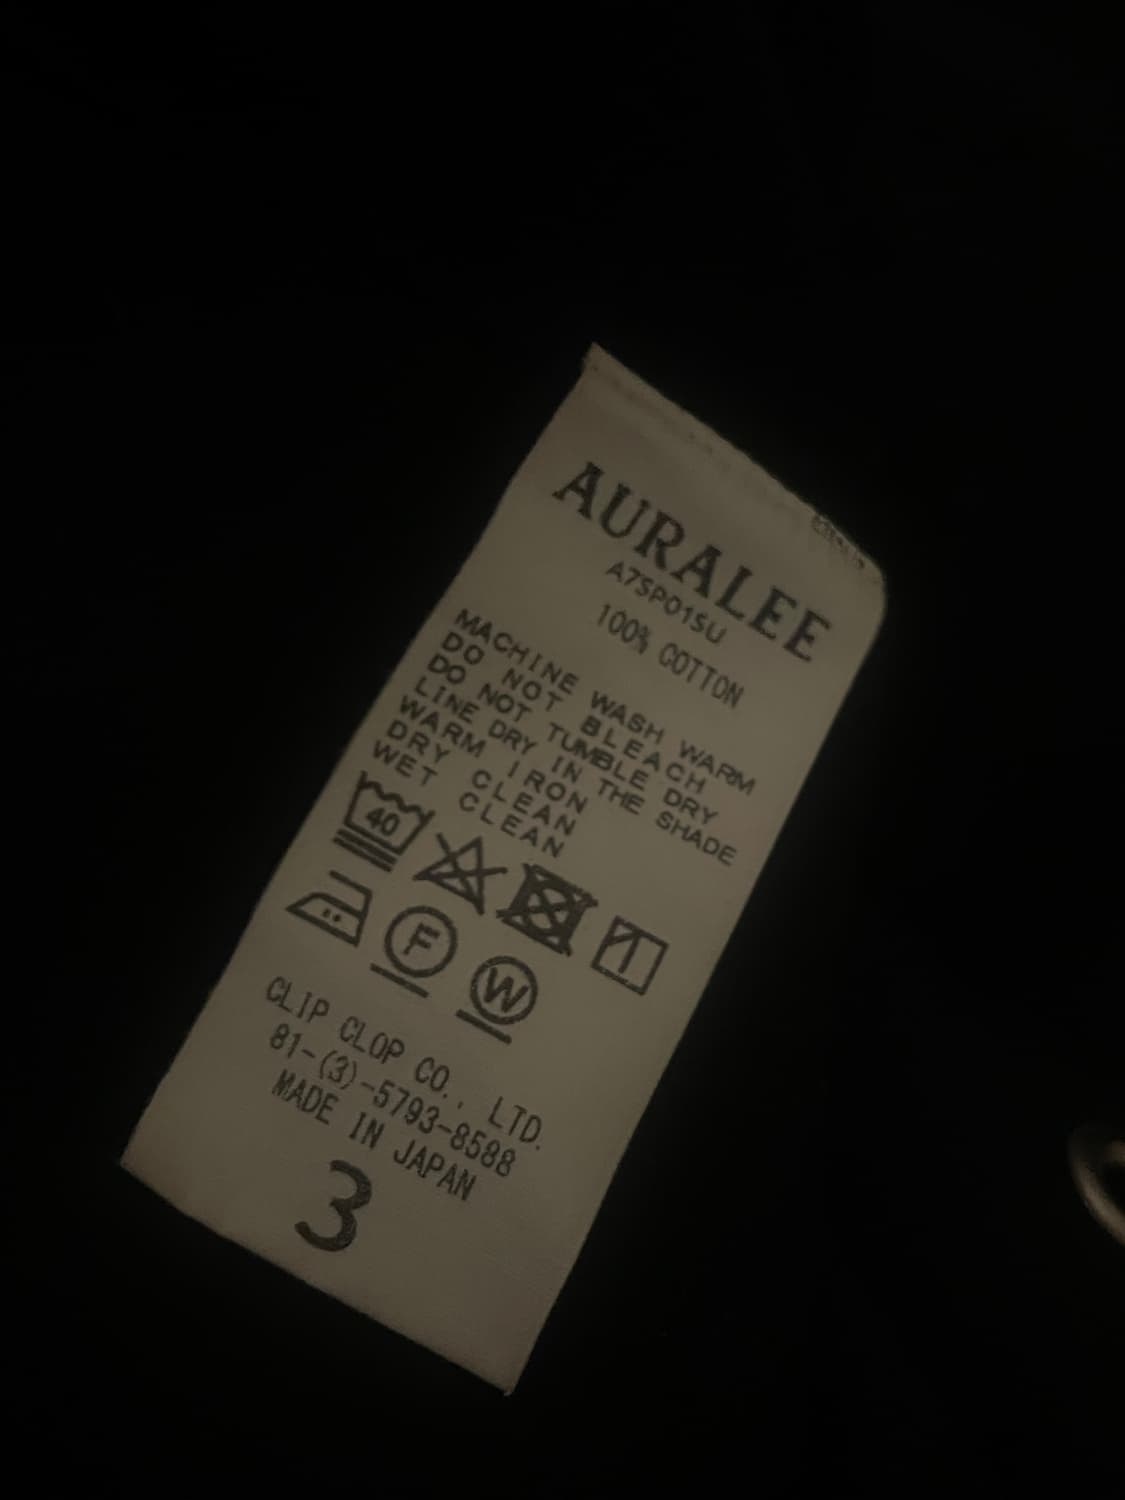 AURALEE
A7SP01SU
100% COTTON
MACHINE WASH WARM
DO NOT BLEACH
DO NOT TUMBLE DRY
LINE DRY IN THE SHADE
WARM IRON
DRY CLEAN
WET CLEAN
40
F
W
CLIP CLOP CO., LTD.
81-(3)-5793-8588
MADE IN JAPAN
3